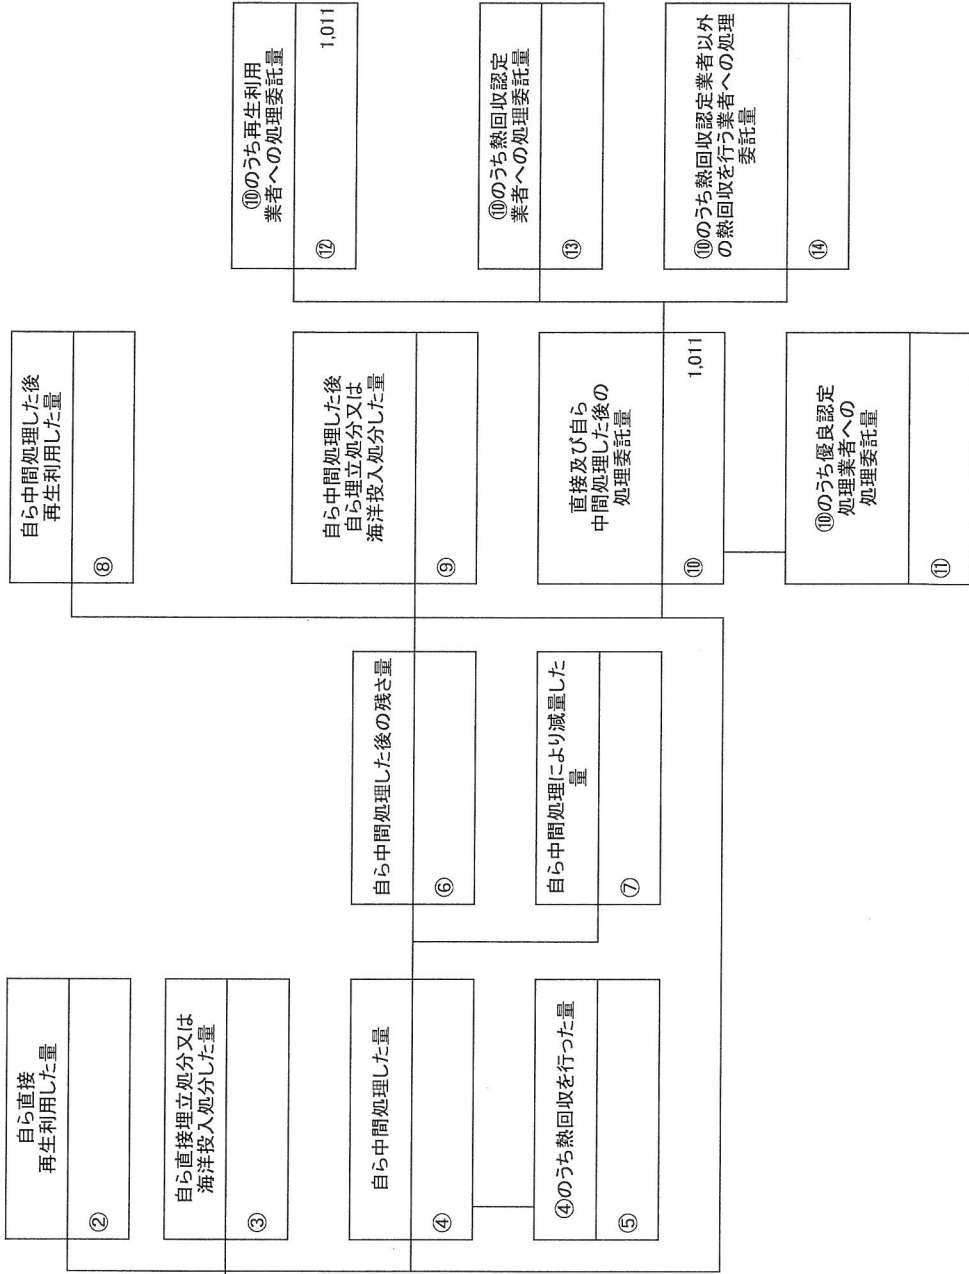 自ら直接
再生利用した量
②
自ら直接埋立処分又は
海洋投入処分した量
③
自ら中間処理した量
④
④のうち熱回収を行った量
⑤
自ら中間処理した後の残さ量
⑥
自ら中間処理により減量した
量
⑦
自ら中間処理した後
再生利用した量
⑧
自ら中間処理した後
自ら埋立処分又は
海洋投入処分した量
⑨
直接及び自ら
中間処理した後の
処理委託量
⑩ 1,011
⑩のうち優良認定
処理業者への
処理委託量
⑪
⑩のうち再生利用
業者への処理委託量
⑫ 1,011
⑩のうち熱回収認定
業者への処理委託量
⑬
⑩のうち熱回収認定業者以外
の熱回収を行う業者への処理
委託量
⑭